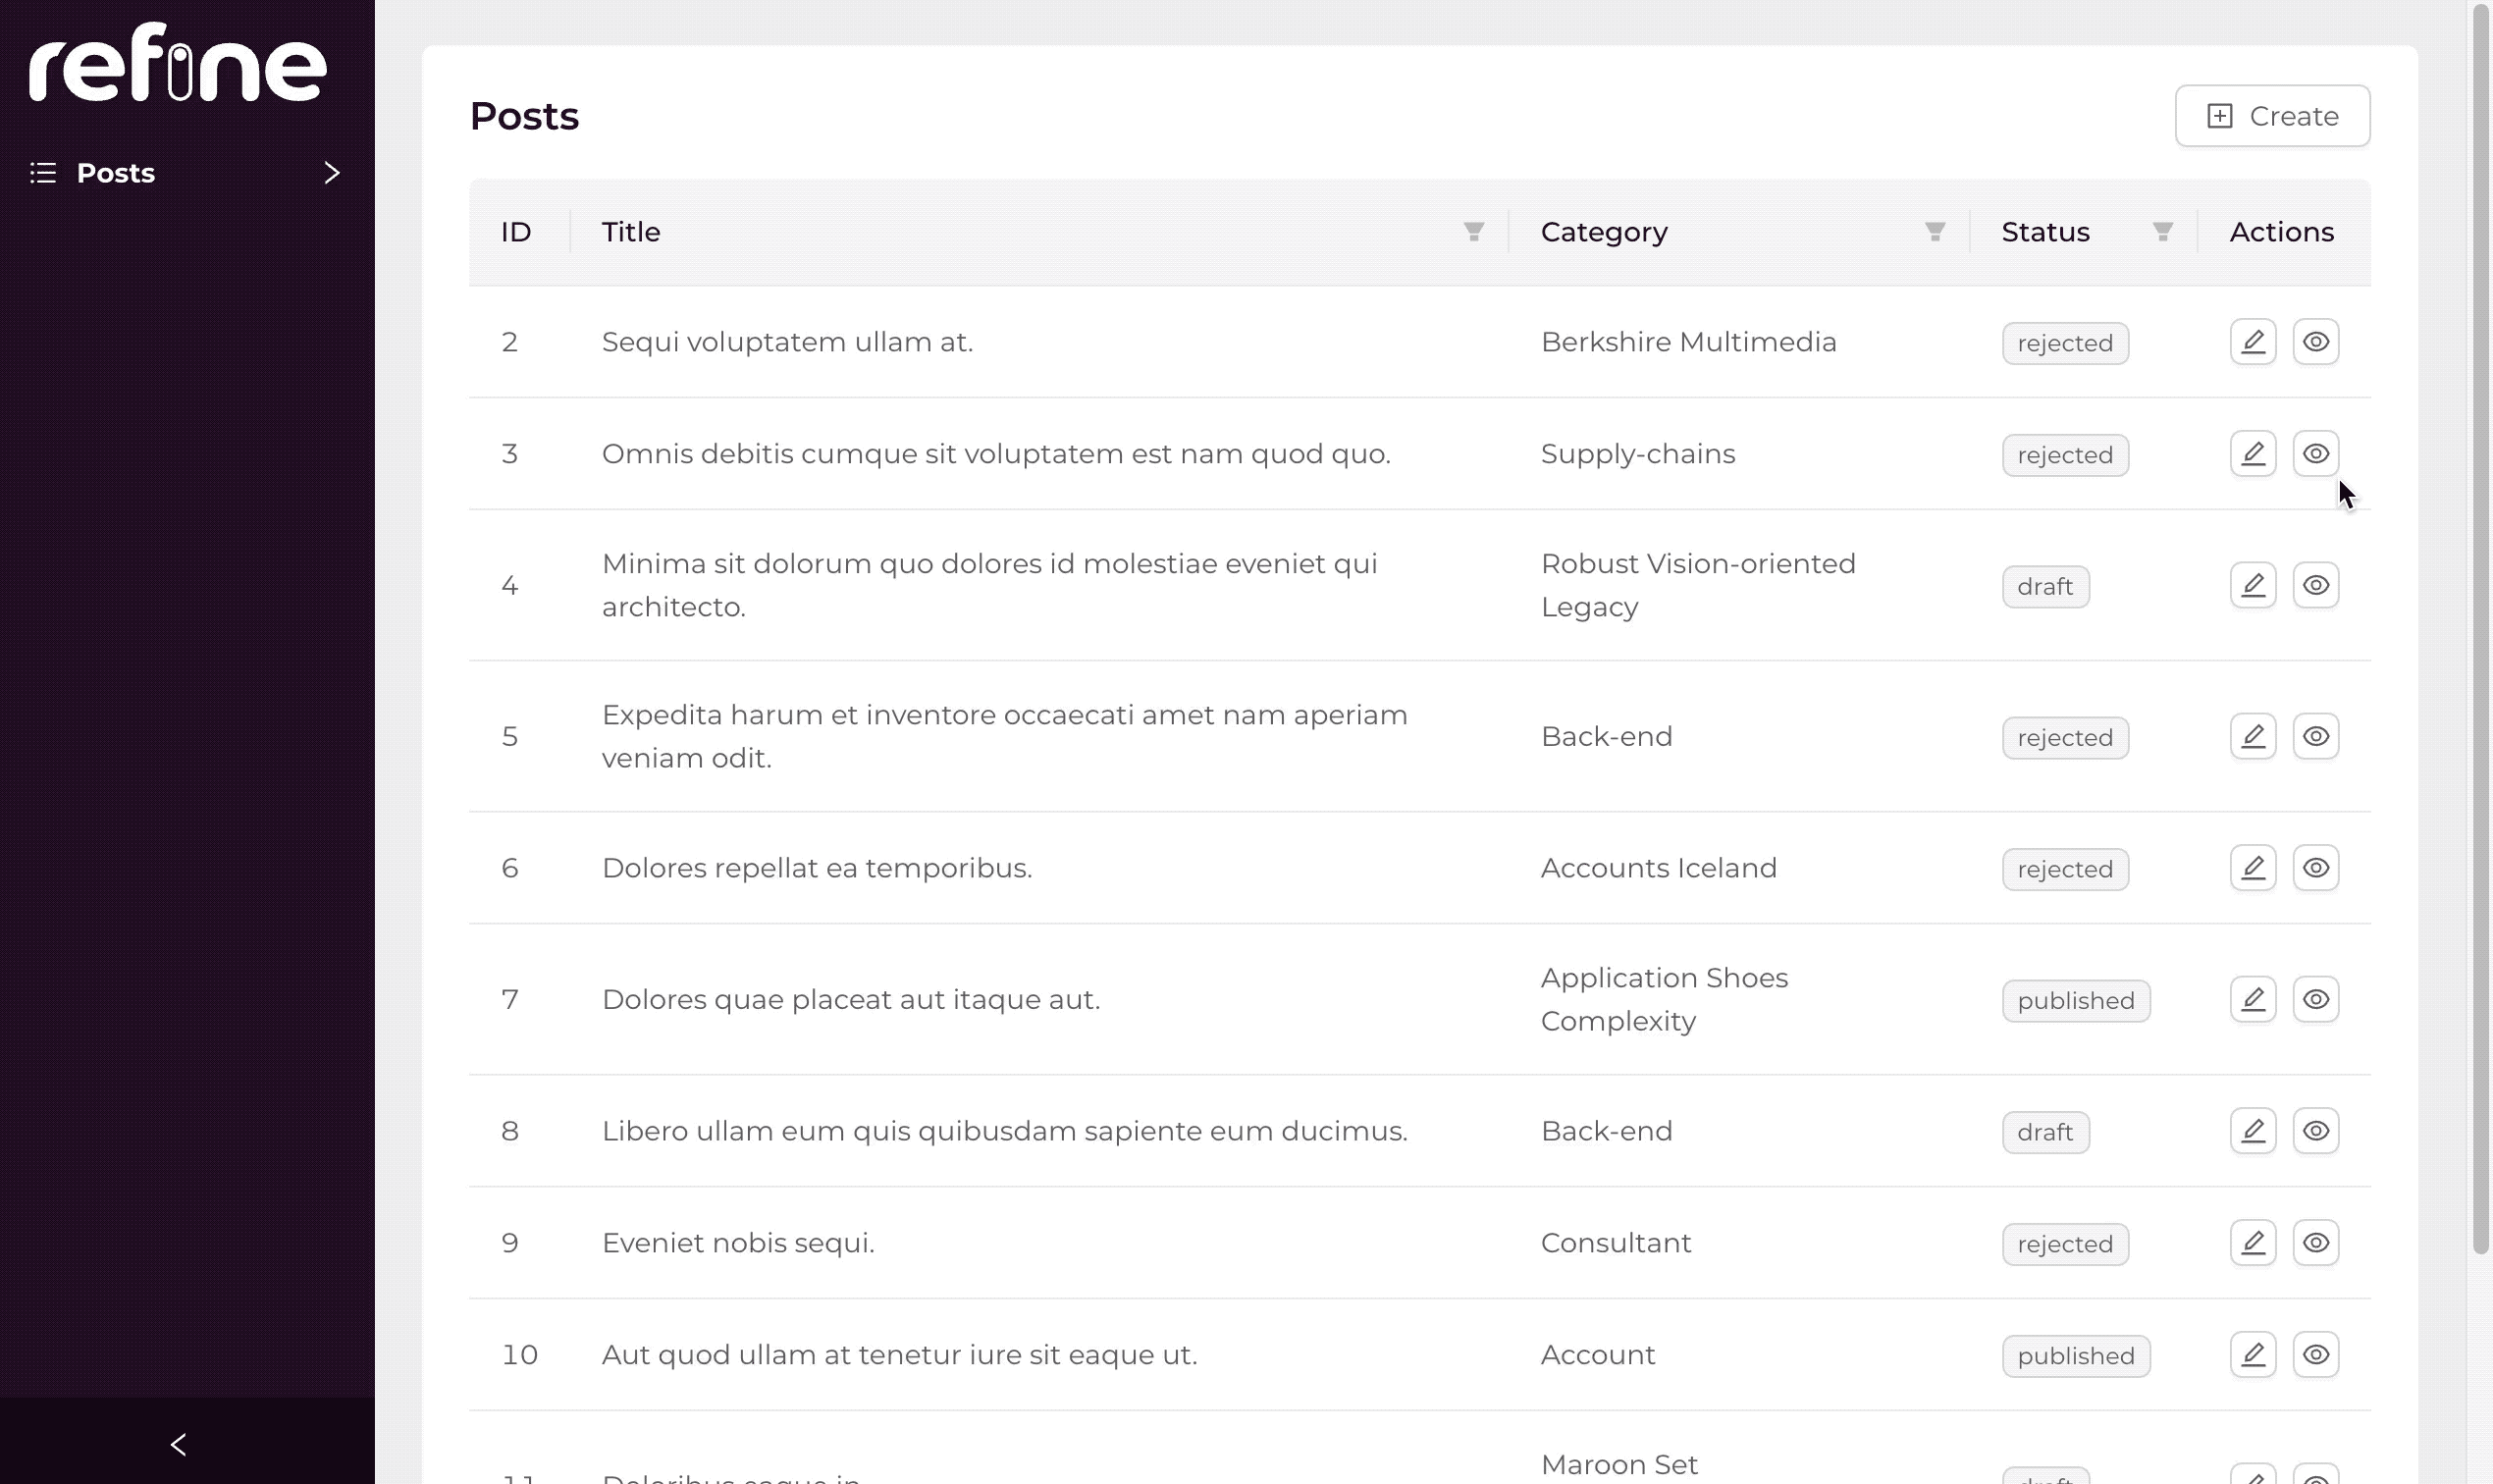 refine
Posts
Posts
Create
ID Title Category Status Actions
2 Sequi voluptatem ullam at. Berkshire Multimedia rejected
3 Omnis debitis cumque sit voluptatem est nam quod quo. Supply-chains rejected
4 Minima sit dolorum quo dolores id molestiae eveniet qui
architecto. Robust Vision-oriented
Legacy draft
5 Expedita harum et inventore occaecati amet nam aperiam
veniam odit. Back-end rejected
6 Dolores repellat ea temporibus. Accounts Iceland rejected
7 Dolores quae placeat aut itaque aut. Application Shoes
Complexity published
8 Libero ullam eum quis quibusdam sapiente eum ducimus. Back-end draft
9 Eveniet nobis sequi. Consultant rejected
10 Aut quod ullam at tenetur iure sit eaque ut. Account published
11 Doloribus eaque in Maroon Set
draft